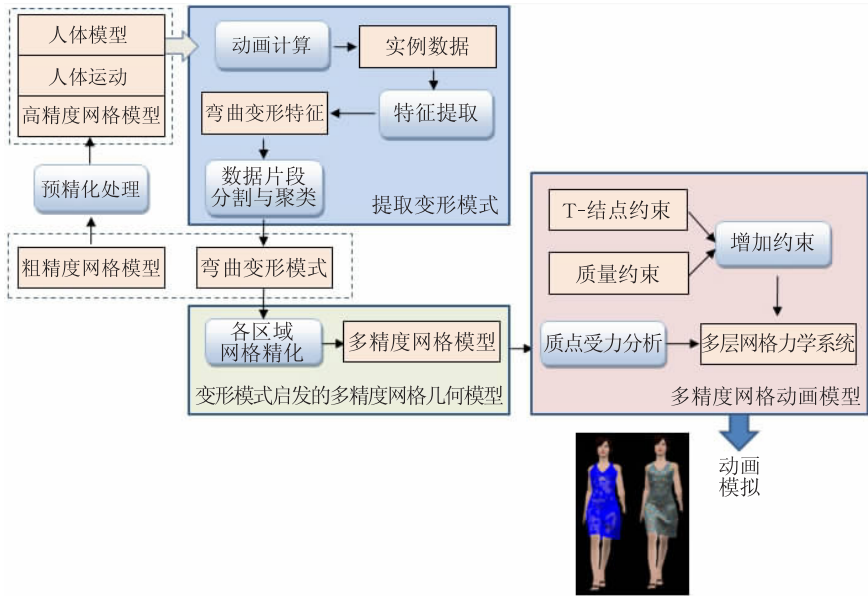 人体模型
人体运动
高精度网格模型
预精化处理
粗精度网格模型
动画计算
实例数据
弯曲变形特征
特征提取
数据片段
分割与聚类
提取变形模式
弯曲变形模式
各区域
网格精化
多精度网格模型
变形模式启发的多精度网格几何模型
T-结点约束
质量约束
增加约束
质点受力分析
多层网格力学系统
多精度网格动画模型
动画
模拟